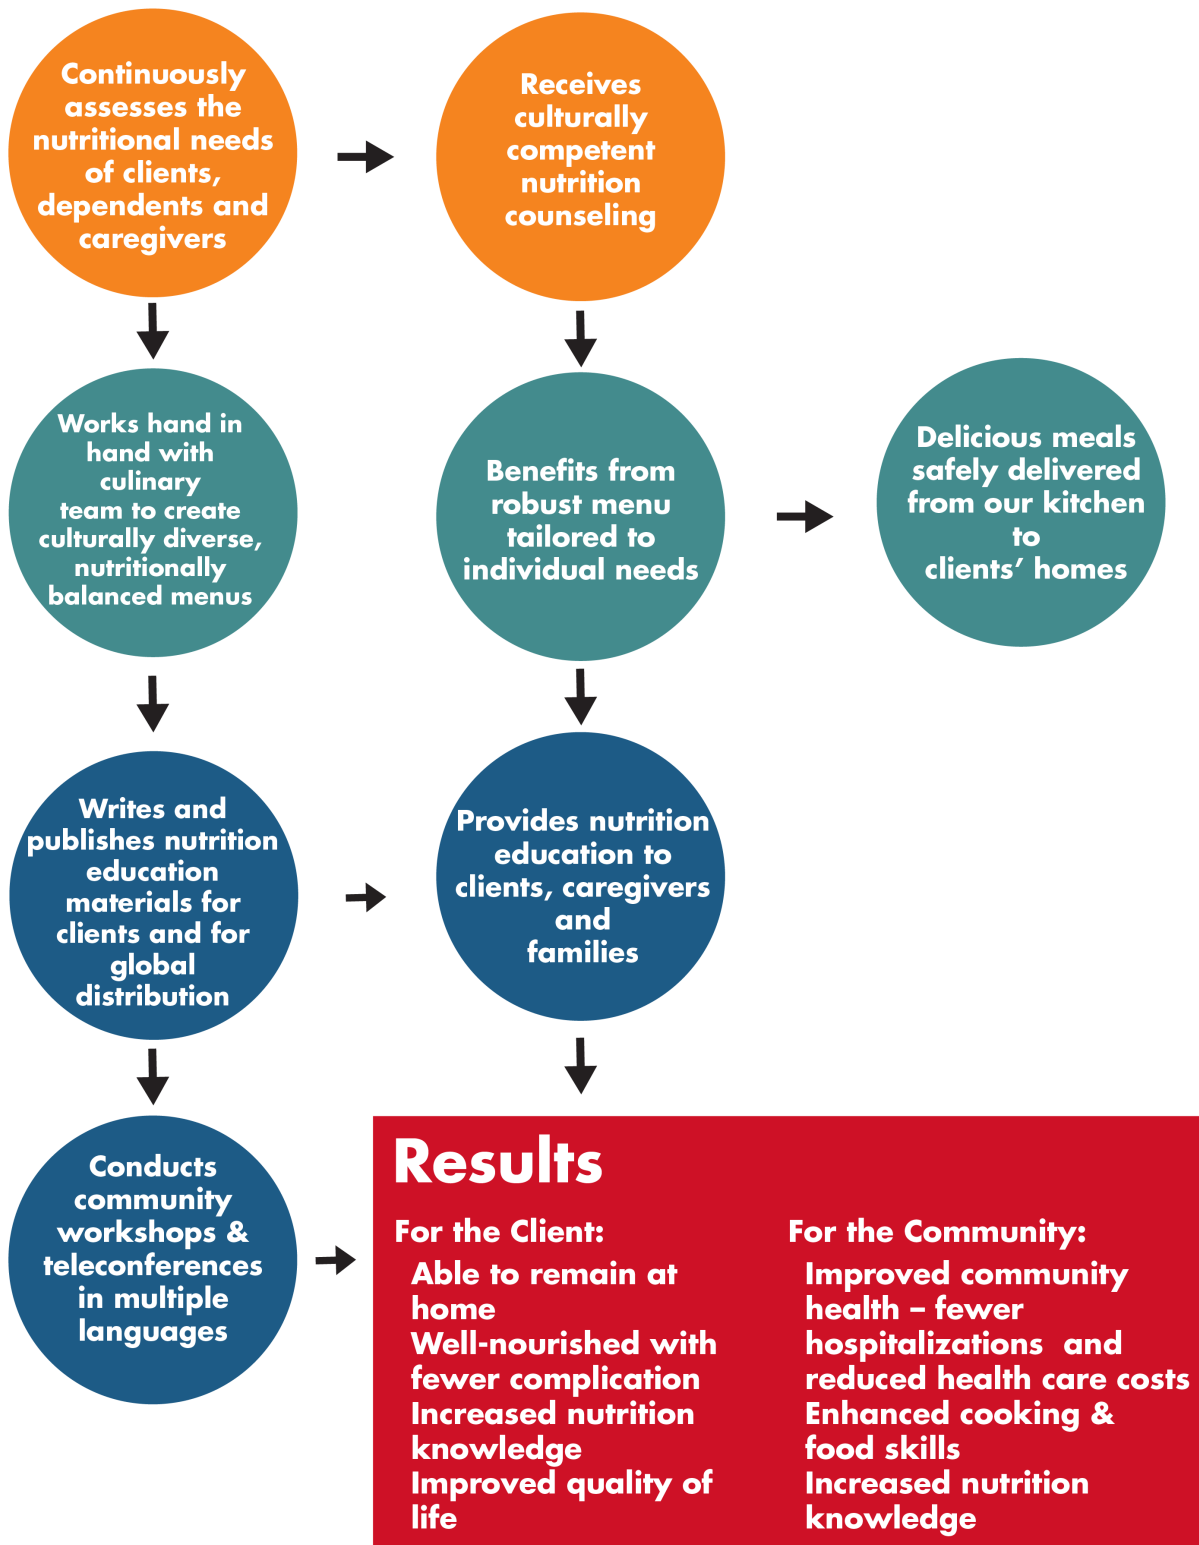 Continuously
assesses the
nutritional needs
of clients,
dependents and
caregivers
Receives
culturally
competent
nutrition
counseling
Works hand in
hand with
culinary
team to create
culturally diverse,
nutritionally
balanced menus
Benefits from
robust menu
tailored to
individual needs
Delicious meals
safely delivered
from our kitchen
to
clients’ homes
Writes and
publishes nutrition
education
materials for
clients and for
global
distribution
Provides nutrition
education to
clients, caregivers
and
families
Conducts
community
workshops &
teleconferences
in multiple
languages
Results
For the Client:
Able to remain at
home
Well-nourished with
fewer complication
Increased nutrition
knowledge
Improved quality of
life
For the Community:
Improved community
health – fewer
hospitalizations and
reduced health care costs
Enhanced cooking &
food skills
Increased nutrition
knowledge